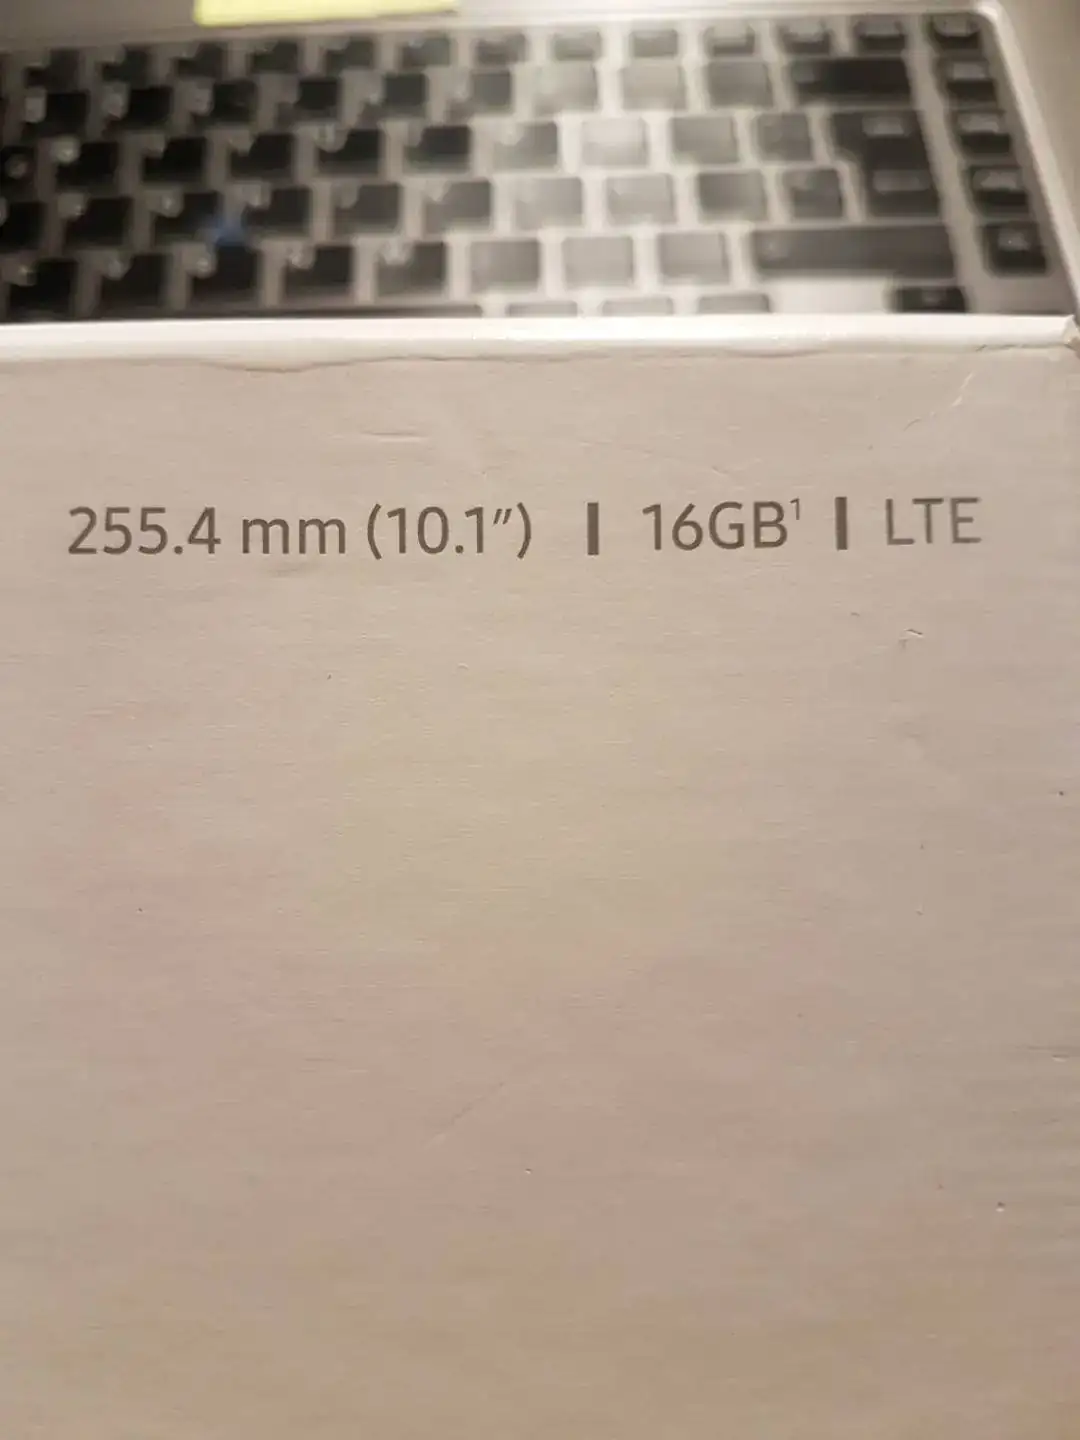 255.4 mm (10.1″) | 16GB¹ | LTE